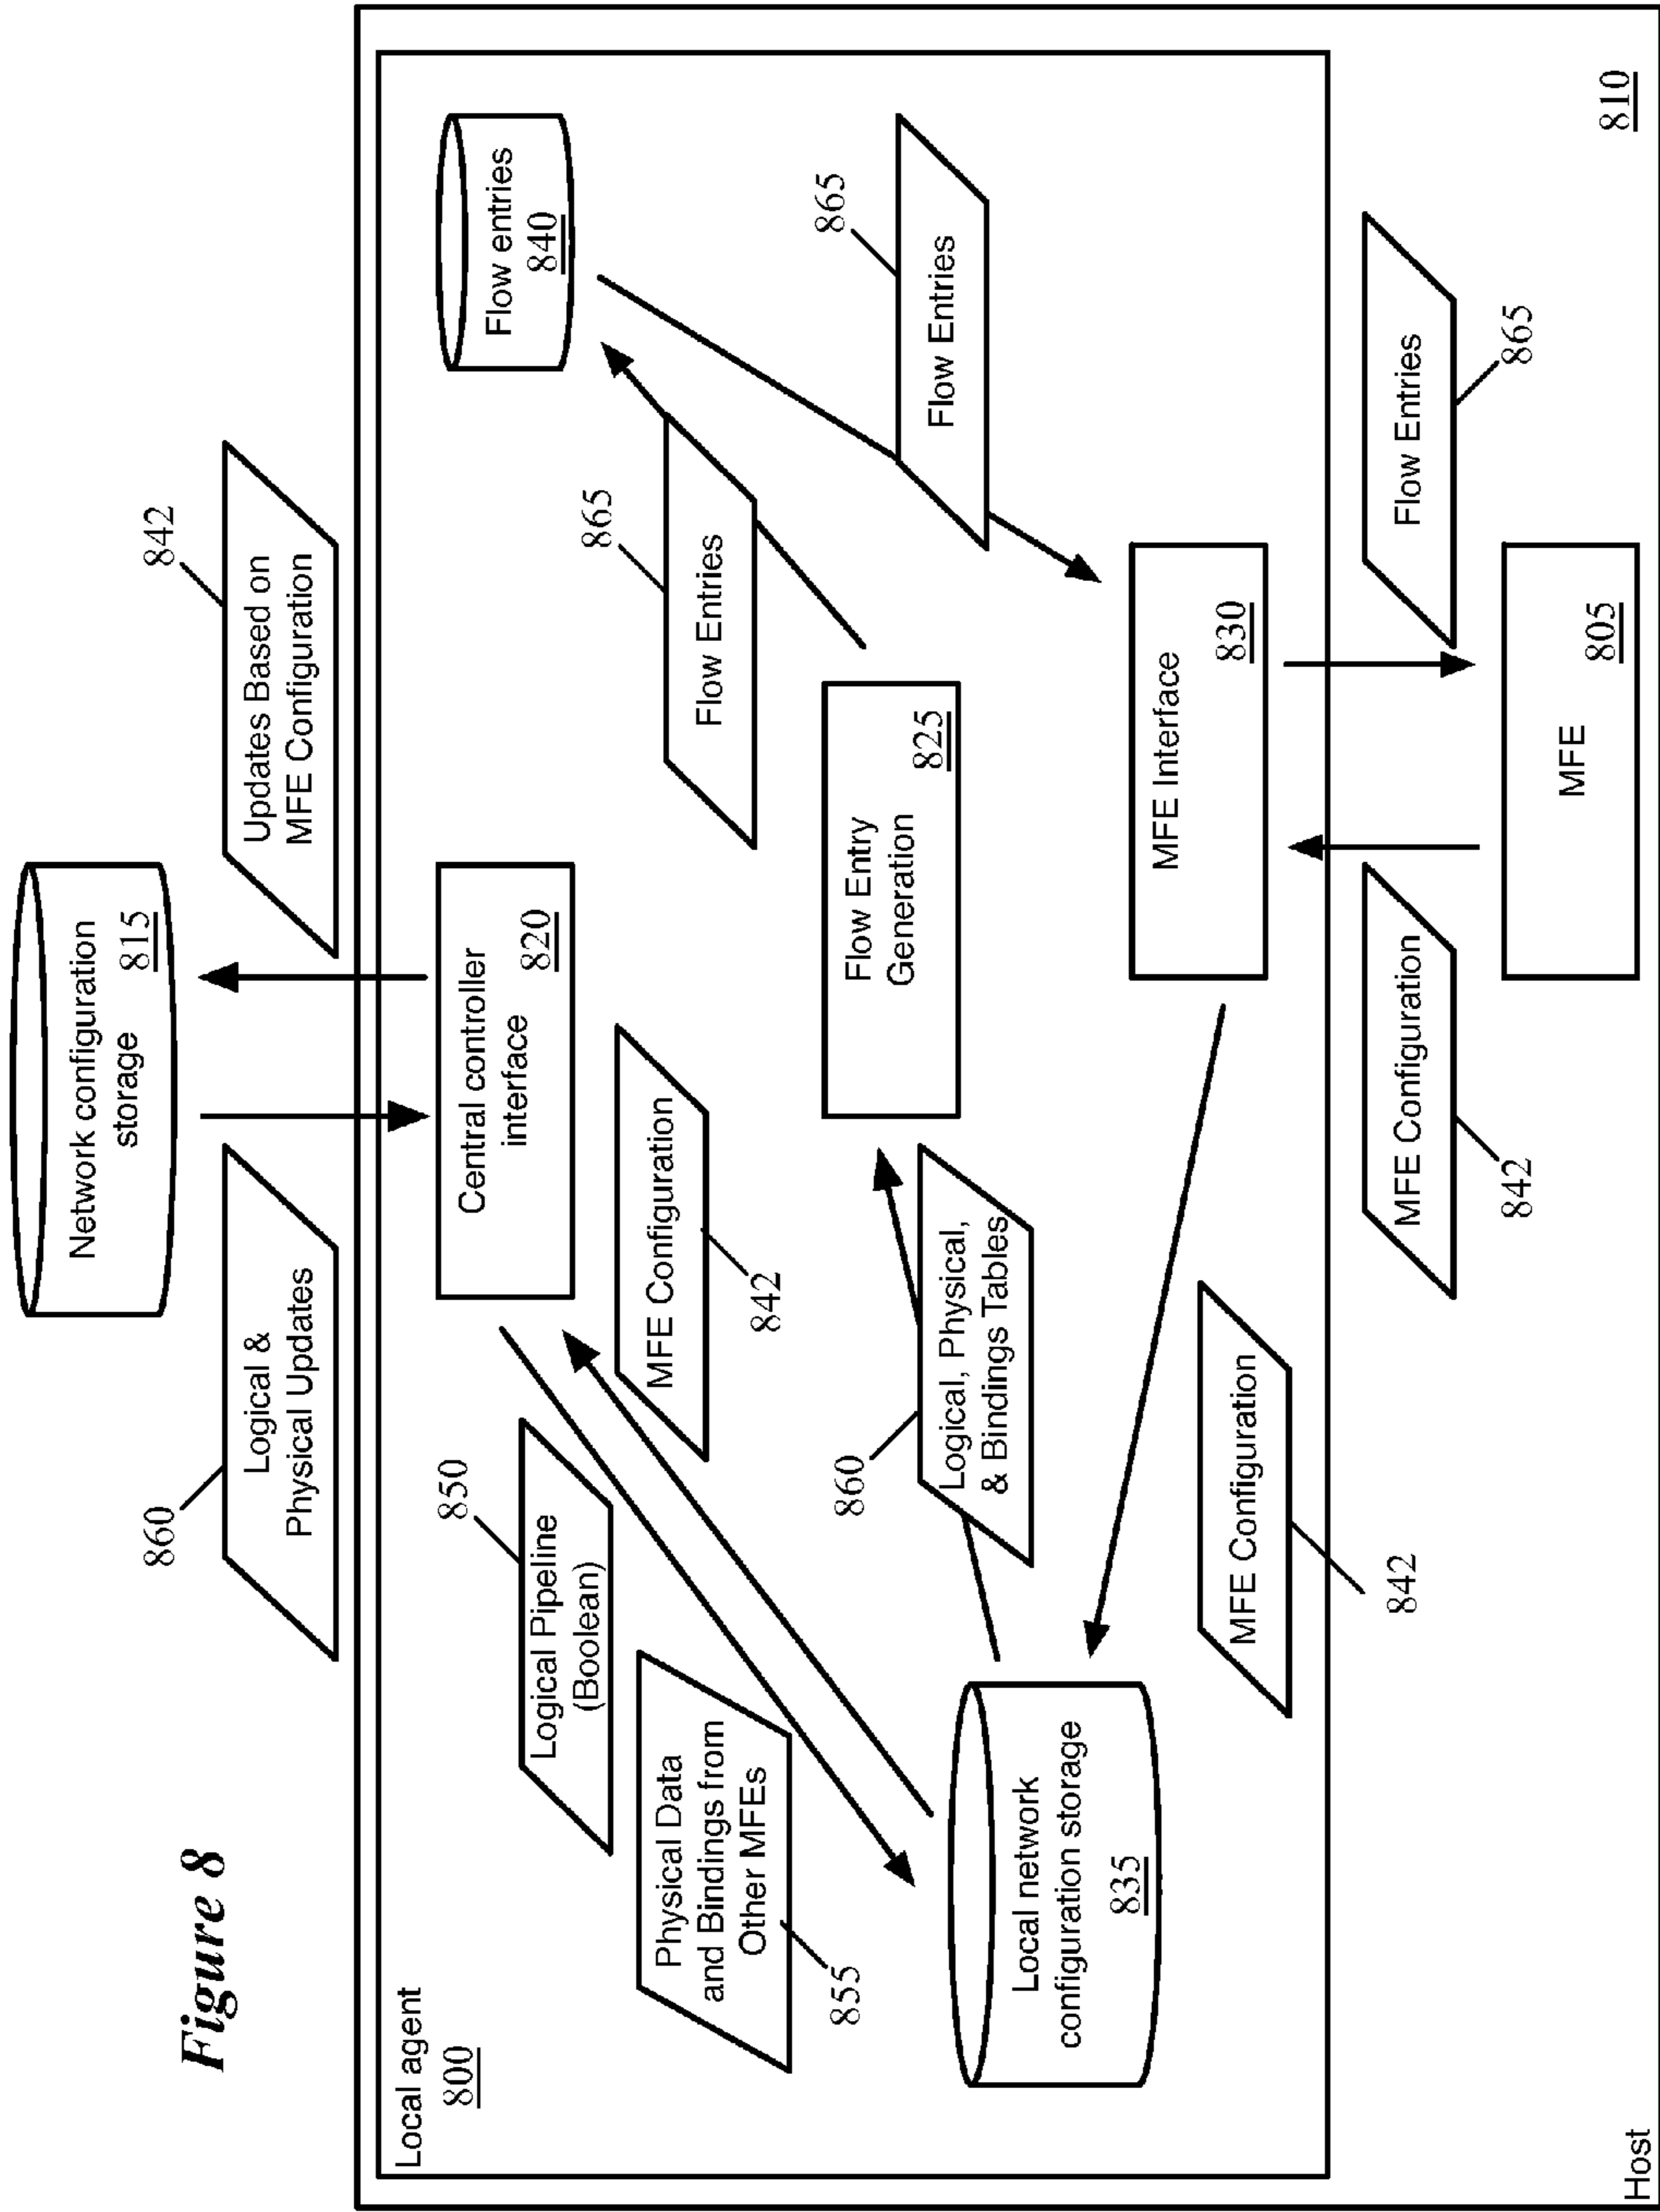 Figure 8
Network configuration
storage
815
860
Logical &
Physical Updates
842
Updates Based on
MFE Configuration
Local agent
800
Central controller
interface
820
Flow entries
840
850
Logical Pipeline
(Boolean)
MFE Configuration
842
865
Flow Entries
Physical Data
and Bindings from
Other MFEs
855
860
Logical, Physical,
& Bindings Tables
Flow Entry
Generation
825
865
Flow Entries
Local network
configuration storage
835
MFE Interface
830
MFE Configuration
842
MFE Configuration
842
Flow Entries
865
MFE
805
Host
810